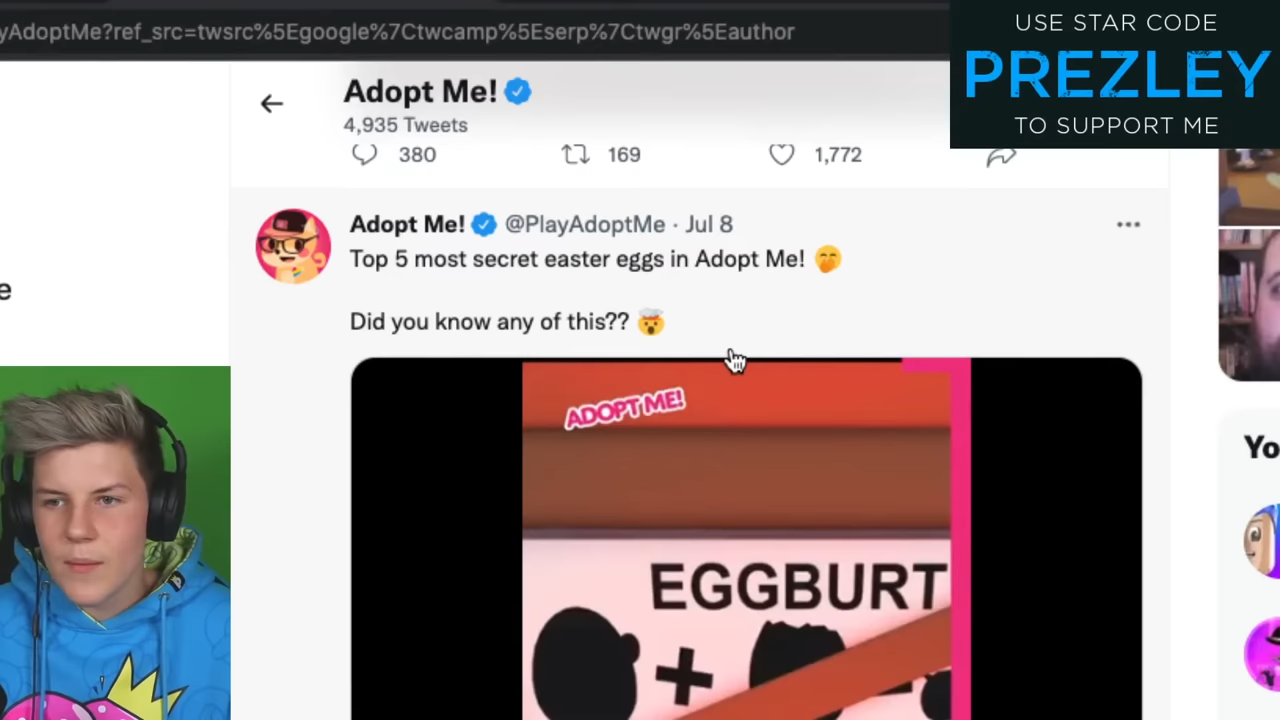 yAdoptMe?ref_src=twsrc%5Egoogle%7Ctwcamp%5Eserp%7Ctwgr%5Eauthor
USE STAR CODE
PREZLEY
TO SUPPORT ME
Adopt Me!
4,935 Tweets
380 169 1,772
Adopt Me! @PlayAdoptMe · Jul 8
Top 5 most secret easter eggs in Adopt Me! 🤭
e
Did you know any of this?? 🤯
ADOPT ME!
Yo
EGGBURT
+